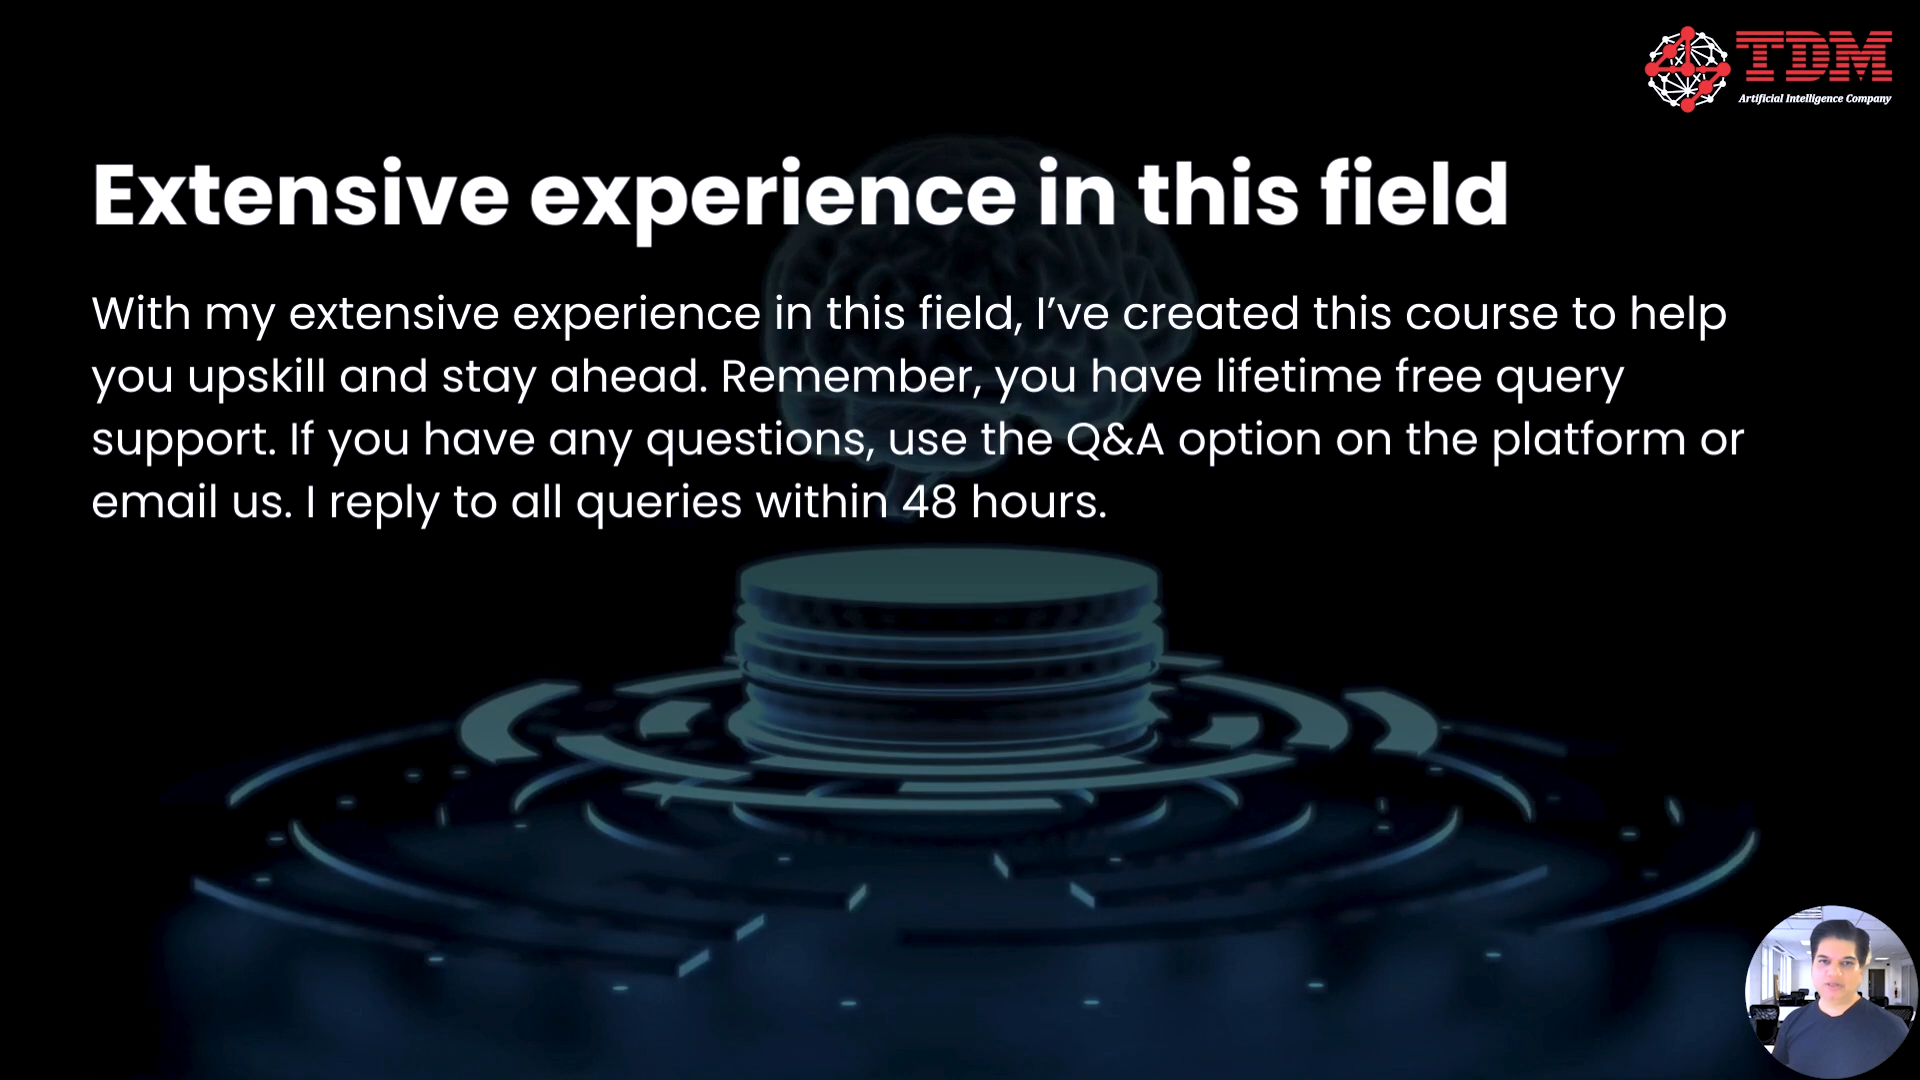 TDM
Artificial Intelligence Company
Extensive experience in this field
With my extensive experience in this field, I’ve created this course to help
you upskill and stay ahead. Remember, you have lifetime free query
support. If you have any questions, use the Q&A option on the platform or
email us. I reply to all queries within 48 hours.